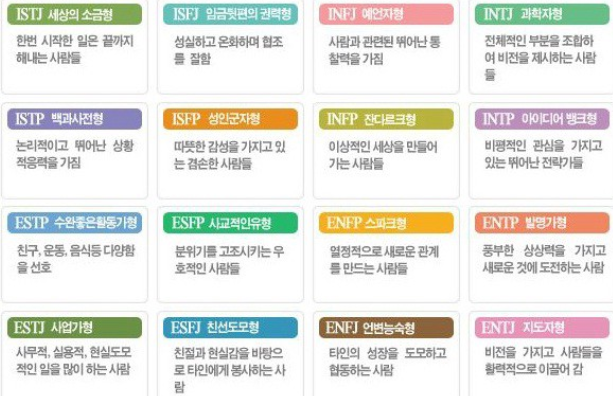 ISTJ 세상의 소금형
한번 시작한 일은 끝까지
해내는 사람들
ISFJ 임금뒷편의 권력형
성실하고 온화하며 협조
를 잘함
INFJ 예언자형
사람과 관련된 뛰어난 통
찰력을 가짐
INTJ 과학자형
전체적인 부분을 조합하
여 비전을 제시하는 사람
들
ISTP 백과사전형
논리적이고 뛰어난 상황
적응력을 가짐
ISFP 성인군자형
따뜻한 감성을 가지고 있
는 겸손한 사람들
INFP 잔다르크형
이상적인 세상을 만들어
가는 사람들
INTP 아이디어 뱅크형
비평적인 관심을 가지고
있는 뛰어난 전략가들
ESTP 수완좋은활동가형
친구, 운동, 음식등 다양함
을 선호
ESFP 사교적인유형
분위기를 고조시키는 우
호적인 사람들
ENFP 스파크형
열정적으로 새로운 관계
를 만드는 사람들
ENTP 발명가형
풍부한 상상력을 가지고
새로운 것에 도전하는 사람
ESTJ 사업가형
사무적, 실용적, 현실도모
적인 일을 많이 하는 사람
ESFJ 친선도모형
친절과 현실감을 바탕으
로 타인에게 봉사하는 사
람
ENFJ 언변능숙형
타인의 성장을 도모하고
협동하는 사람
ENTJ 지도자형
비전을 가지고 사람들을
활력적으로 이끌어 감